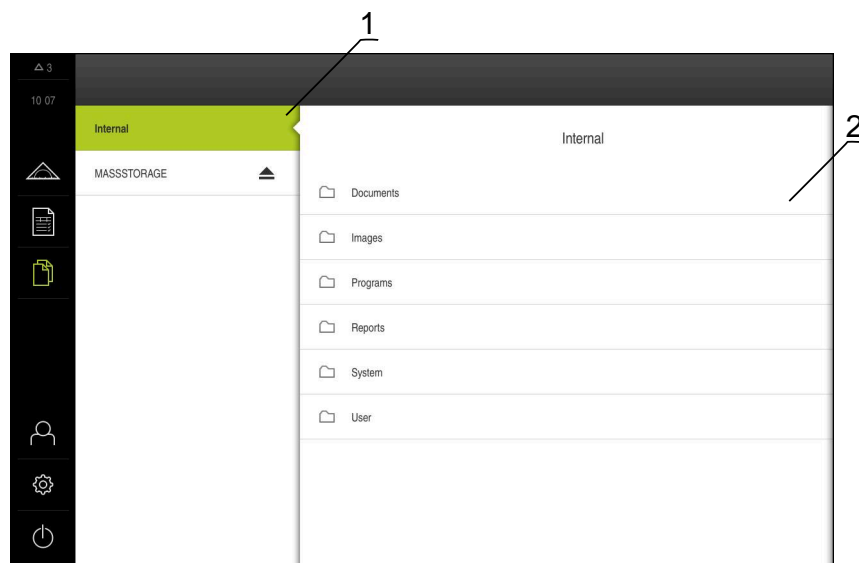 1
3
10 07
Internal
Internal
2
MASSSTORAGE
Documents
Images
Programs
Reports
System
User